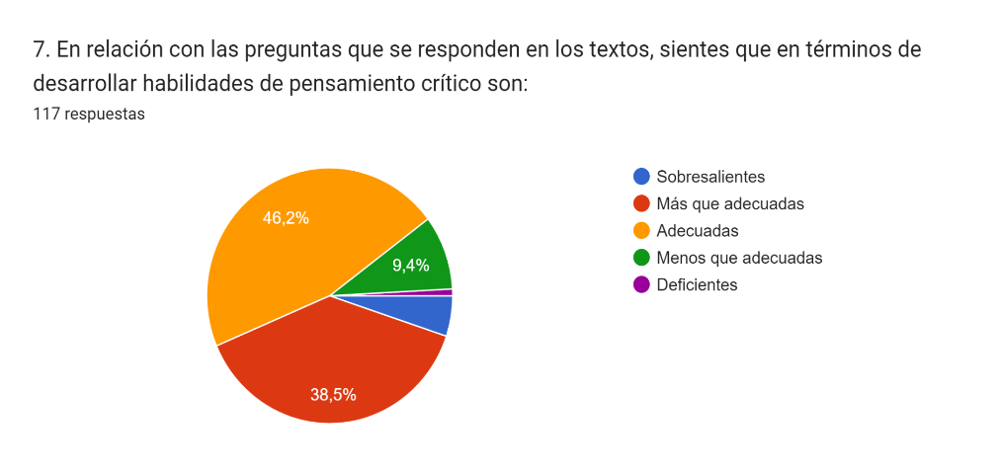 7. En relación con las preguntas que se responden en los textos, sientes que en términos de
desarrollar habilidades de pensamiento crítico son:
117 respuestas
46,2%
9,4%
38,5%
Sobresalientes
Más que adecuadas
Adecuadas
Menos que adecuadas
Deficientes